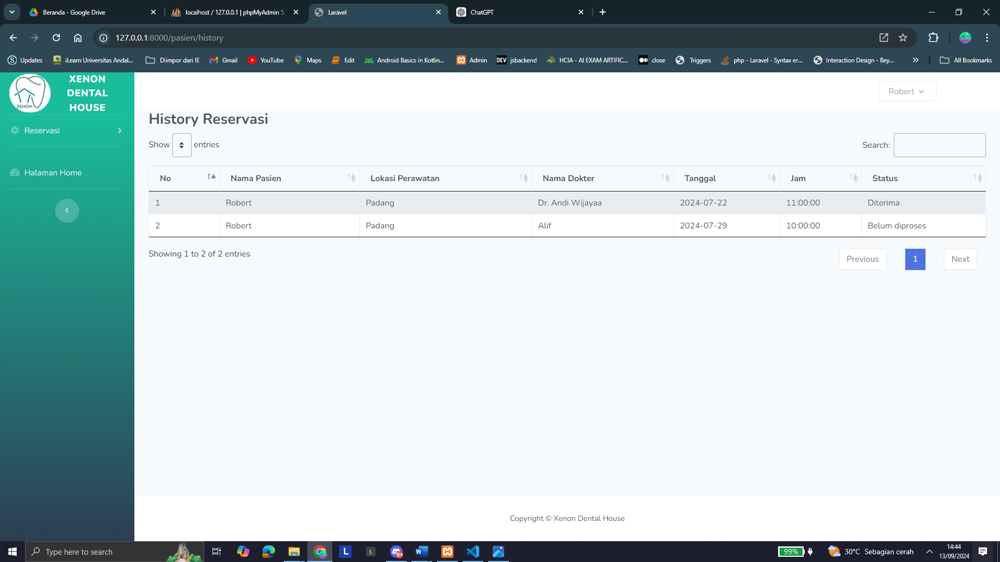 Beranda - Google Drive
localhost / 127.0.0.1 | phpMyAdmin 5.
Laravel
ChatGPT
127.0.0.1:8000/pasien/history
Updates
iLearn Universitas Andal...
Diimpor dari IE
Gmail
YouTube
Maps
Edit
Android Basics in Kotlin...
Admin
DEV jsbackend
HCIA - AI EXAM ARTIFIC...
close
Triggers
php - Laravel - Syntax er...
Interaction Design - Bey...
All Bookmarks
XENON
XENON
DENTAL
HOUSE
Robert
Reservasi
Halaman Home
History Reservasi
Show entries
Search:
No Nama Pasien Lokasi Perawatan Nama Dokter Tanggal Jam Status
1 Robert Padang Dr. Andi Wijayaa 2024-07-22 11:00:00 Diterima
2 Robert Padang Alif 2024-07-29 10:00:00 Belum diproses
Showing 1 to 2 of 2 entries
Previous 1 Next
Copyright © Xenon Dental House
Type here to search
L
L
9+
99%
30°C Sebagian cerah
14:44
13/09/2024